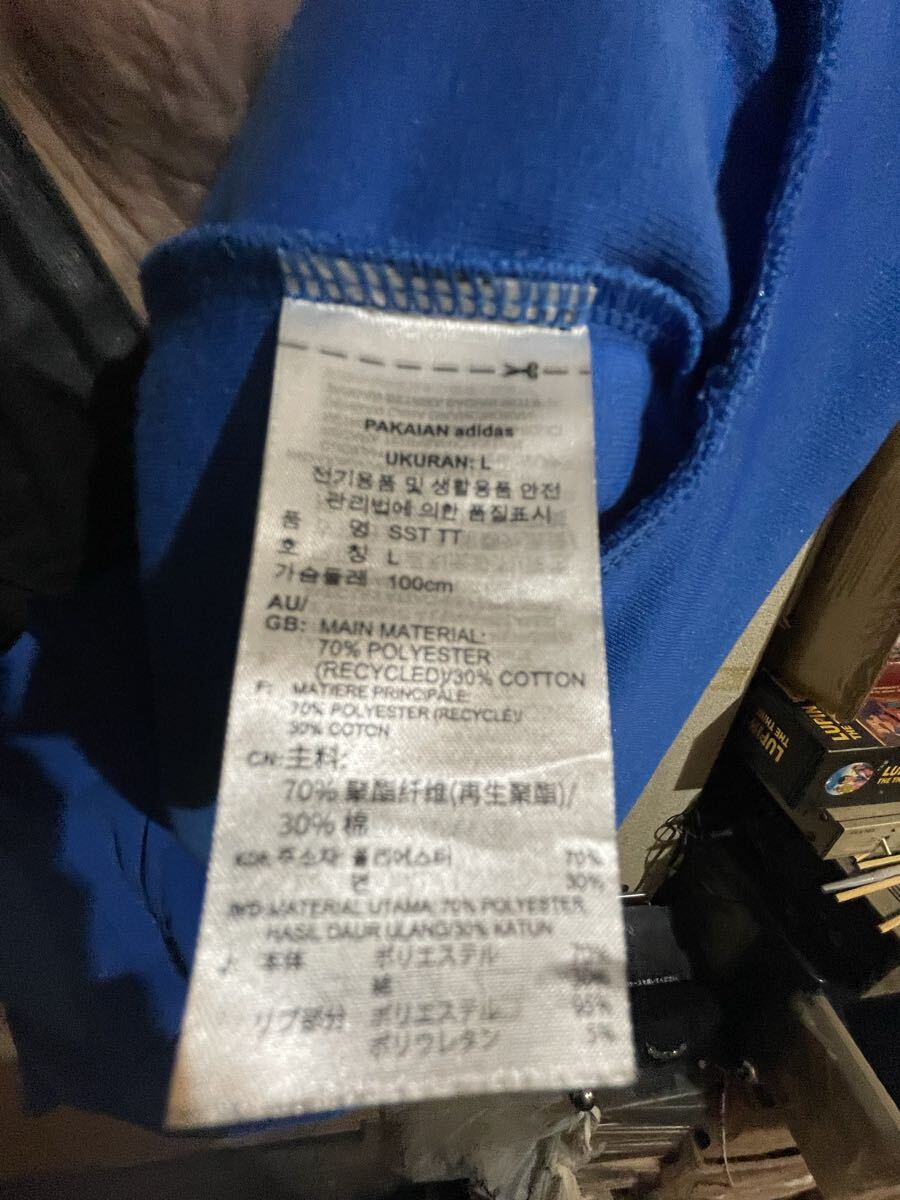 PAKAIAN adidas
UKURAN: L
전기용품 및 생활용품 안전
관리법에 의한 품질표시
품 명 SST TT
호 칭 L
가슴둘레 100cm
AU/
GB: MAIN MATERIAL:
70% POLYESTER
(RECYCLED)/30% COTTON
F: MATIERE PRINCIPALE:
70% POLYESTER (RECYCLÉ)/
30% COTON
CN: 主料:
70% 聚酯纤维(再生聚酯)/
30% 棉
KOR 주소재 폴리에스터 70%
면 30%
IND MATERIAL UTAMA: 70% POLYESTER
HASIL DAUR ULANG/30% KATUN
J: 本体 ポリエステル 70%
綿 30%
リブ部分 ポリエステル 95%
ポリウレタン 5%
LUPIN
THE THIRD